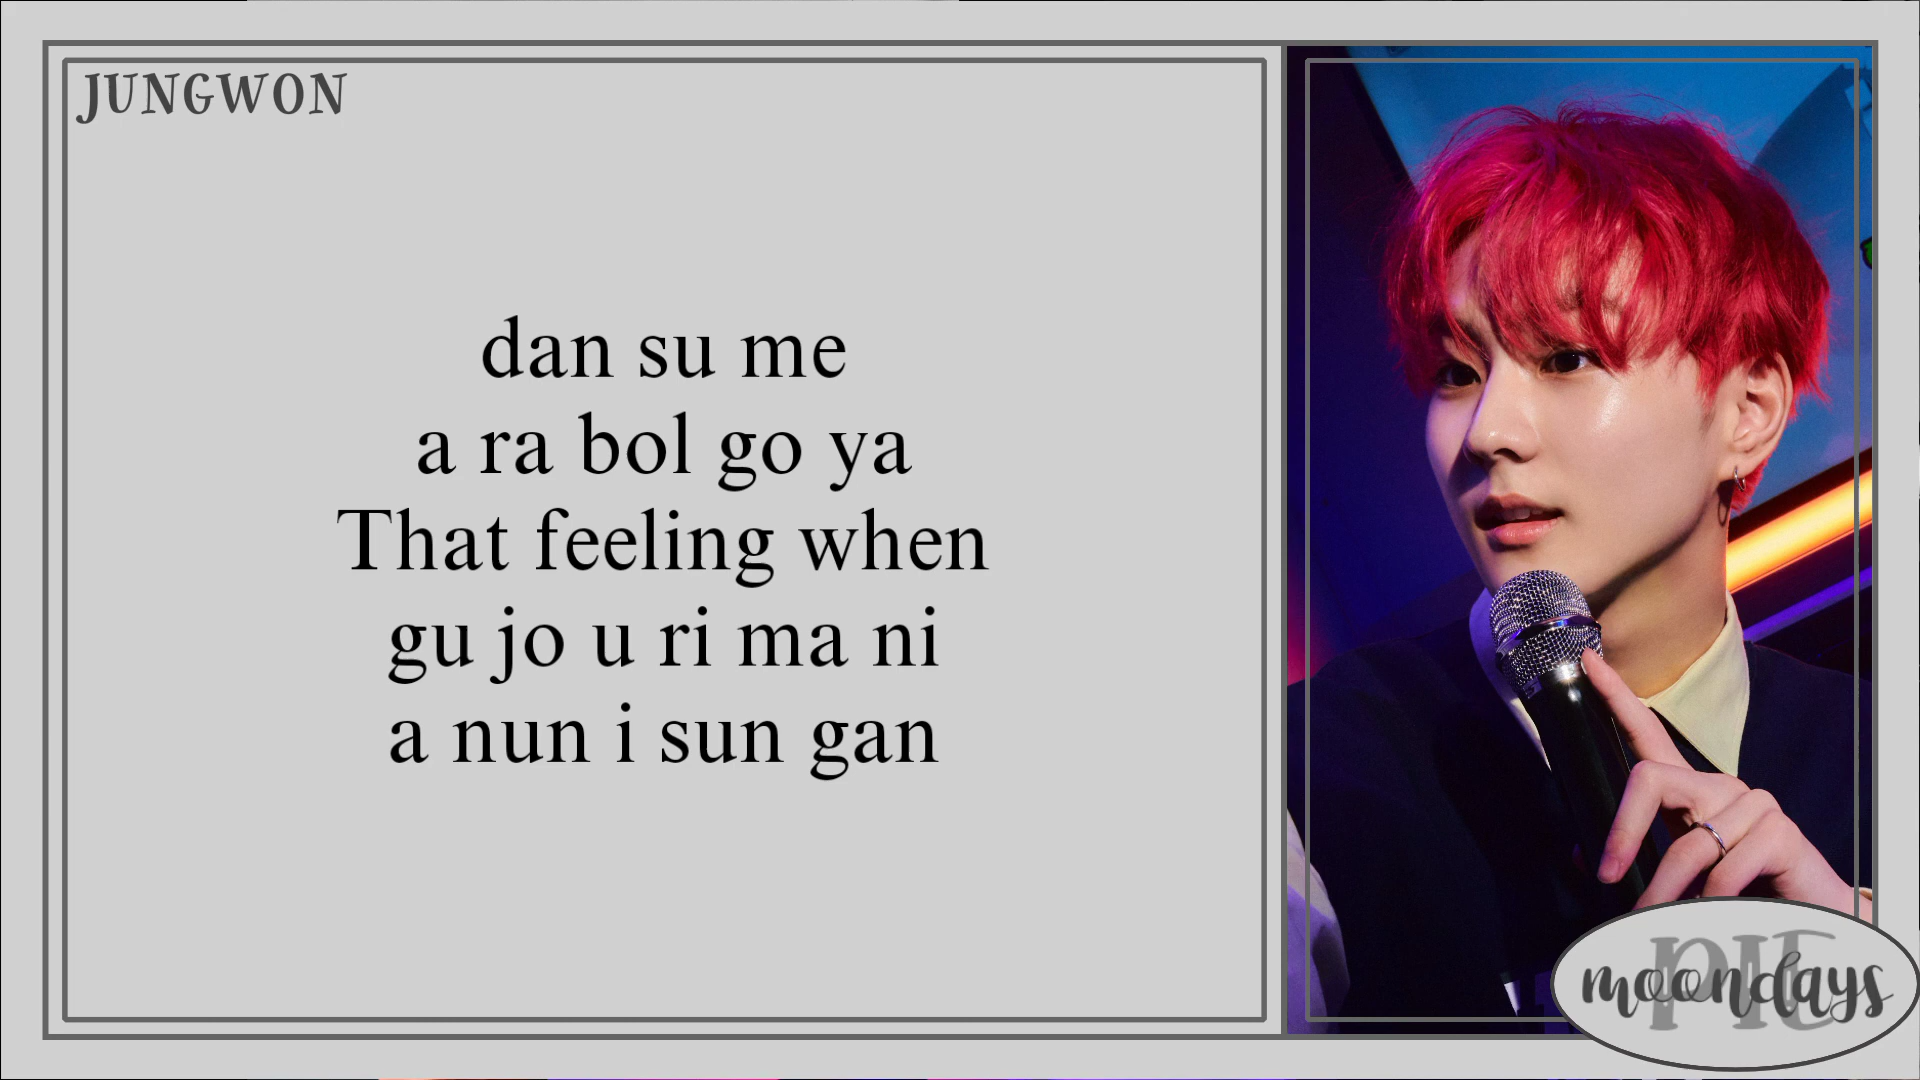 JUNGWON
dan su me
a ra bol go ya
That feeling when
gu jo u ri ma ni
a nun i sun gan
PIE
moondays